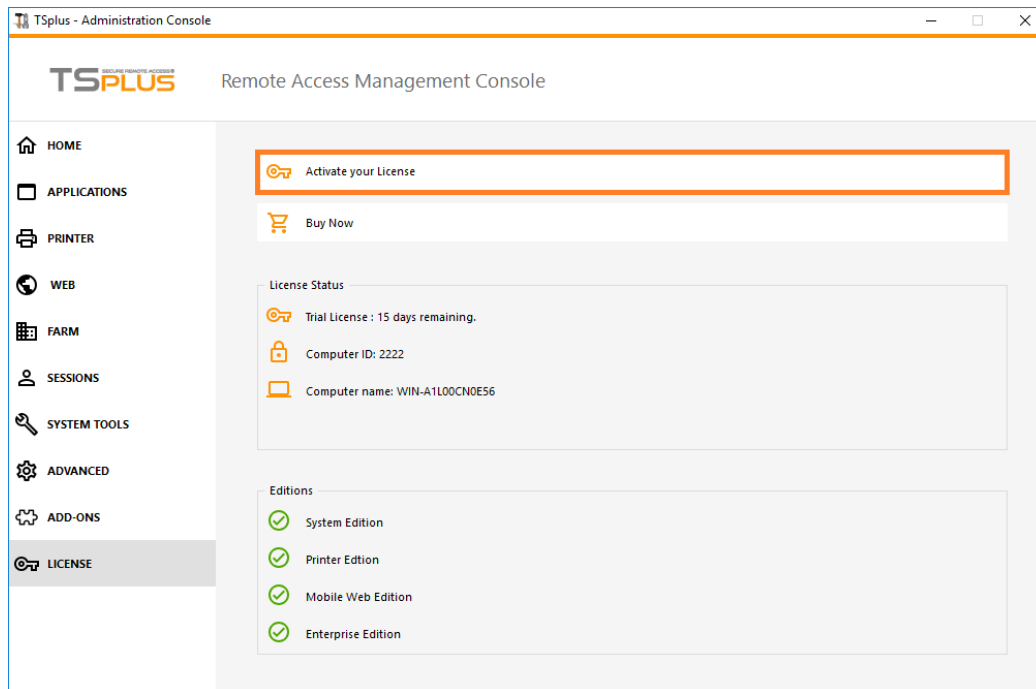 TSplus - Administration Console
SECURE REMOTE ACCESS®
TSPLUS
Remote Access Management Console
HOME
APPLICATIONS
PRINTER
WEB
FARM
SESSIONS
SYSTEM TOOLS
ADVANCED
ADD-ONS
LICENSE
Activate your License
Buy Now
License Status
Trial License : 15 days remaining.
Computer ID: 2222
Computer name: WIN-A1L00CN0E56
Editions
System Edition
Printer Edtion
Mobile Web Edition
Enterprise Edition